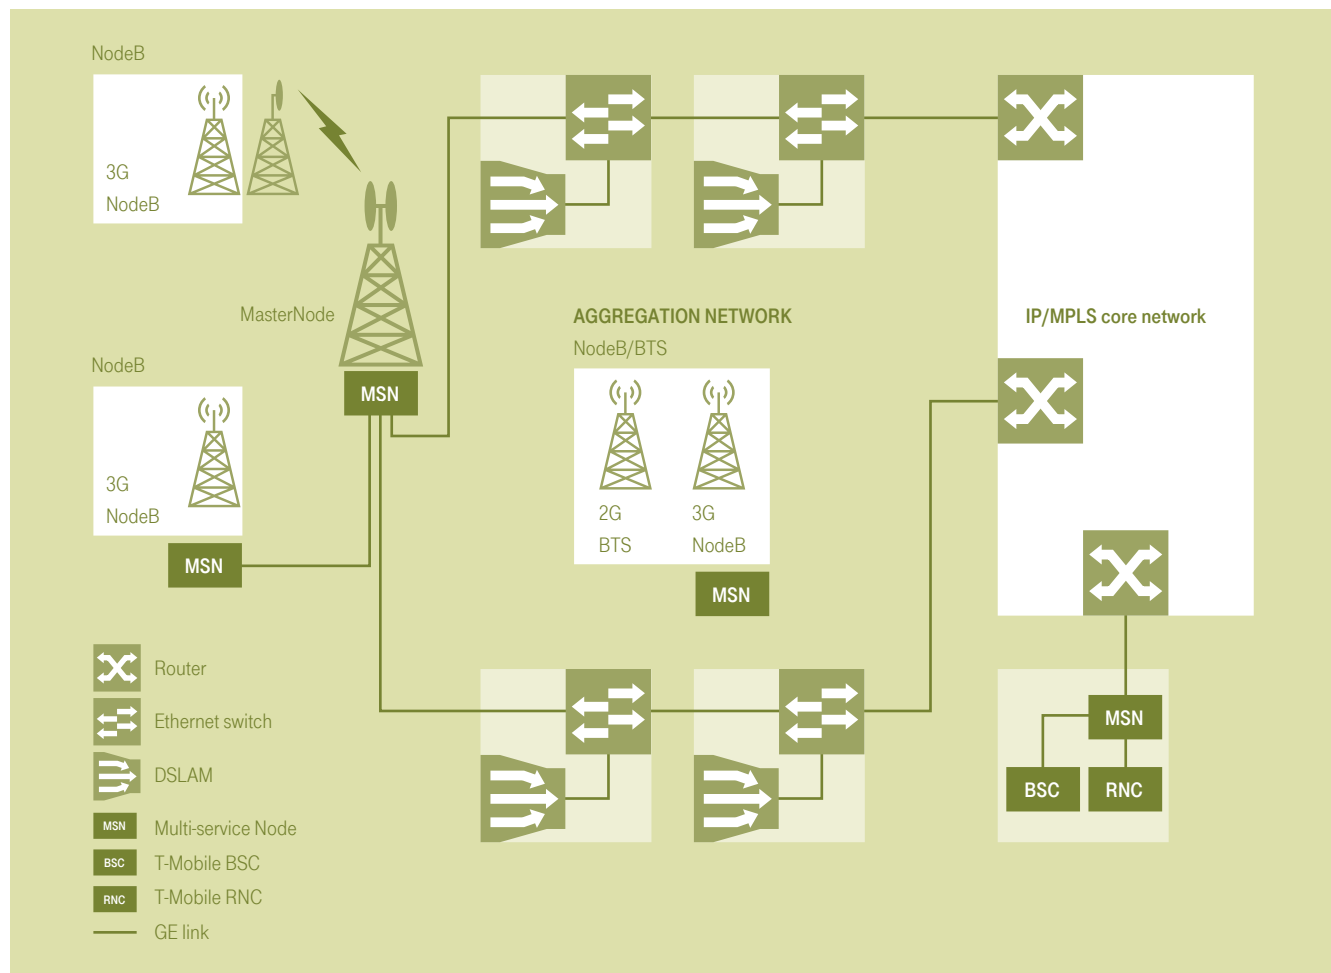 NodeB
3G
NodeB
MasterNode
MSN
NodeB
3G
NodeB
MSN
AGGREGATION NETWORK
NodeB/BTS
2G
BTS
3G
NodeB
MSN
IP/MPLS core network
MSN
BSC
RNC
Router
Ethernet switch
DSLAM
MSN Multi-service Node
BSC T-Mobile BSC
RNC T-Mobile RNC
GE link